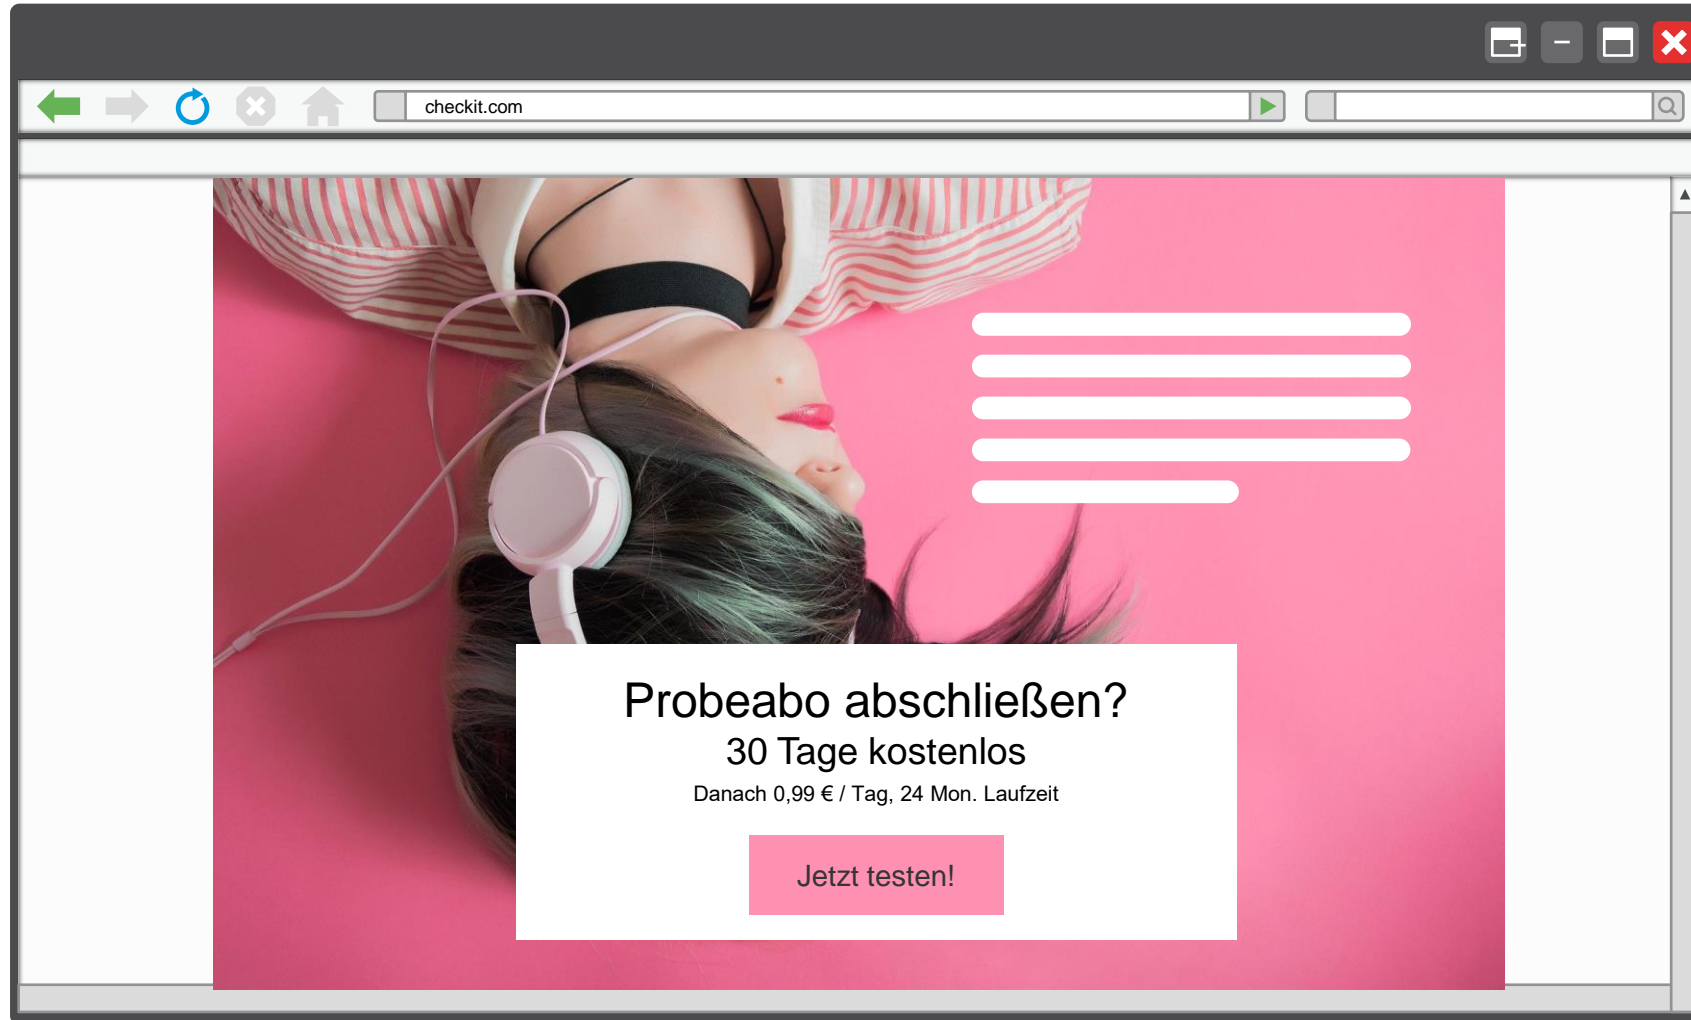 checkit.com
Probeabo abschließen?
30 Tage kostenlos
Danach 0,99 € / Tag, 24 Mon. Laufzeit
Jetzt testen!